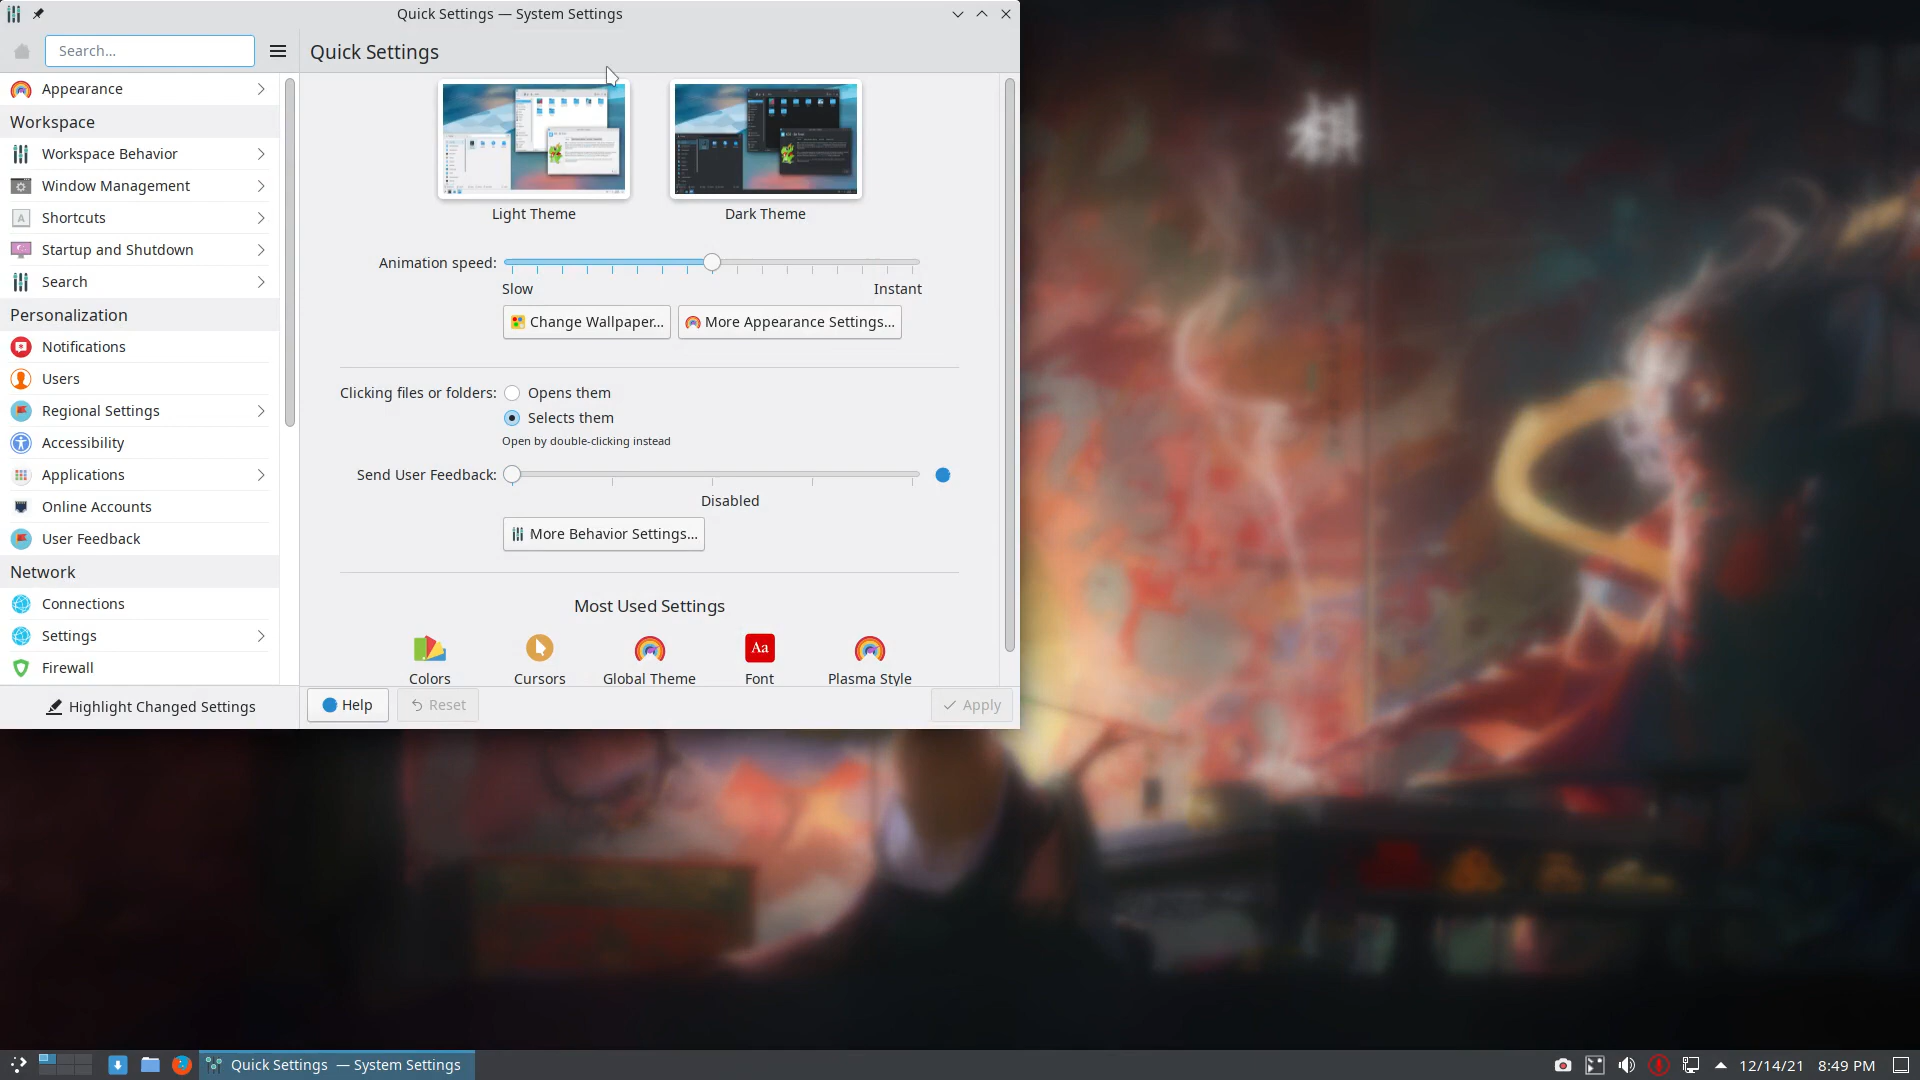 Quick Settings — System Settings
Search...
Quick Settings
Appearance
Workspace
Workspace Behavior
Window Management
Shortcuts
Startup and Shutdown
Search
Personalization
Notifications
Users
Regional Settings
Accessibility
Applications
Online Accounts
User Feedback
Network
Connections
Settings
Firewall
Highlight Changed Settings
Light Theme
Dark Theme
Animation speed:
Slow
Instant
Change Wallpaper...
More Appearance Settings...
Clicking files or folders:
Opens them
Selects them
Open by double-clicking instead
Send User Feedback:
Disabled
More Behavior Settings...
Most Used Settings
Colors
Cursors
Global Theme
Aa
Font
Plasma Style
Help
Reset
Apply
棋
Quick Settings — System Settings
12/14/21
8:49 PM